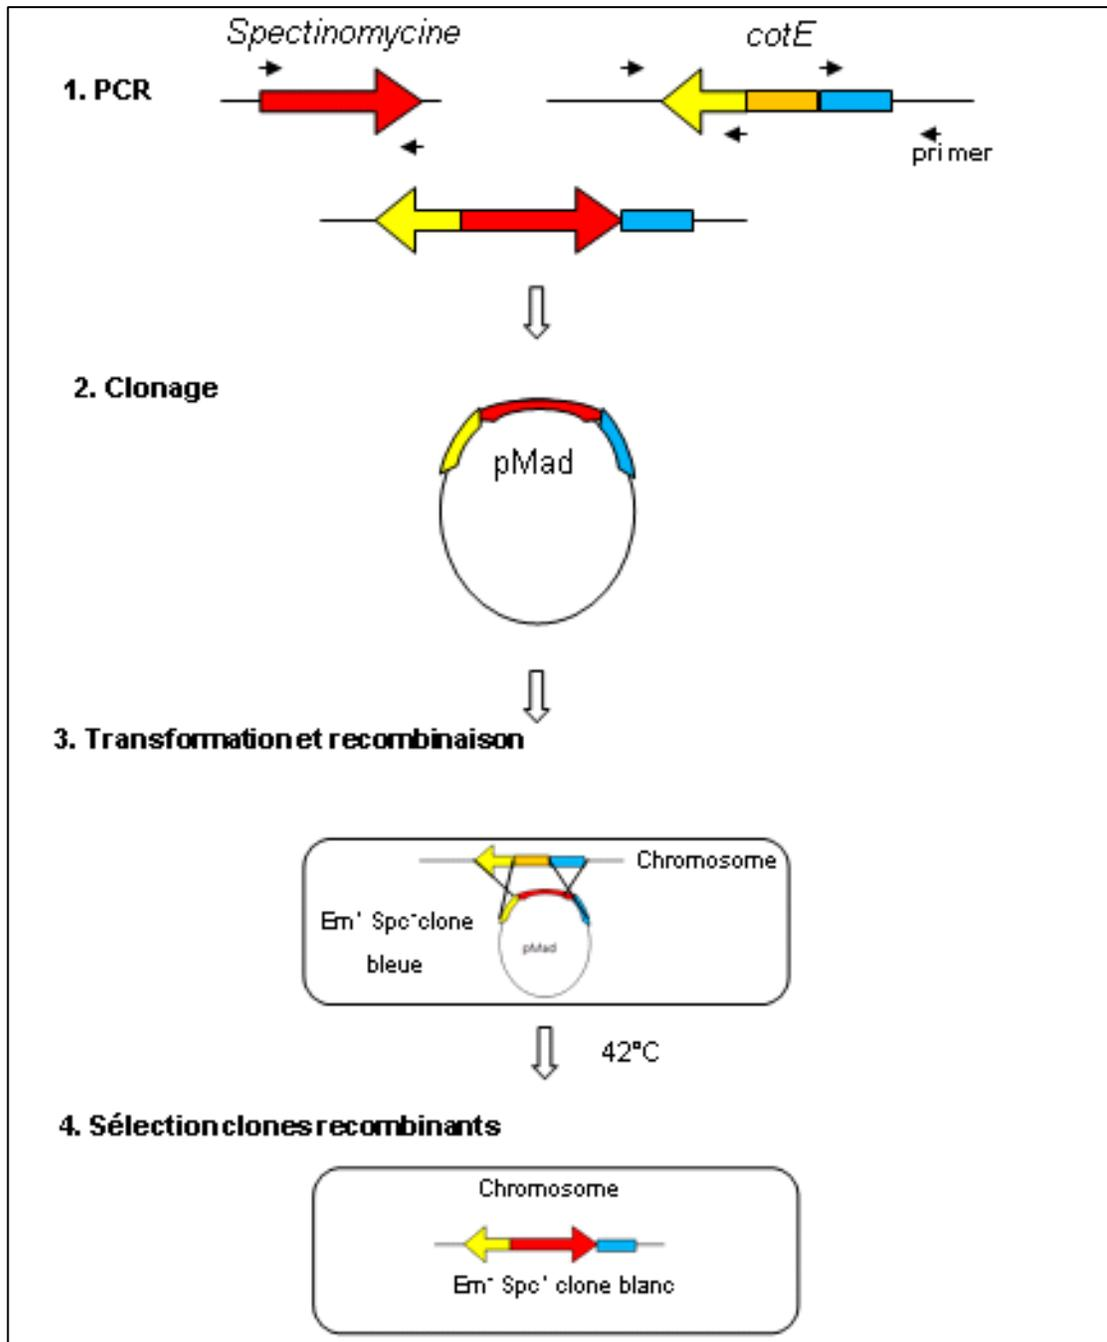 Spectinomycine
cotE
1. PCR
primer
2. Clonage
pMad
3. Transformation et recombinaison
Chromosome
Em⁺ Spc⁺ clone
bleue
pMad
42°C
4. Sélection clones recombinants
Chromosome
Em⁻ Spc⁺ clone blanc